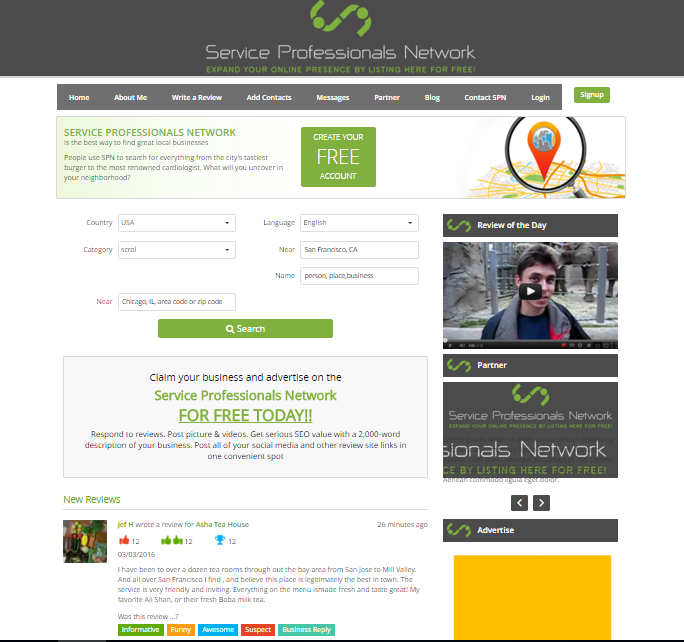 Service Professionals Network
EXPAND YOUR ONLINE PRESENCE BY LISTING HERE FOR FREE!
Home About Me Write a Review Add Contacts Messages Partner Blog Contact SPN Login Signup
SERVICE PROFESSIONALS NETWORK
is the best way to find great local businesses
People use SPN to search for everything from the city's tastiest
burger to the most renowned cardiologist. What will you uncover in
your neighborhood?
CREATE YOUR
FREE
ACCOUNT
Country USA Language English
Category scrol Near San Francisco, CA
Name person, place,business
Near Chicago, IL, area code or zip code
Search
Claim your business and advertise on the
Service Professionals Network
FOR FREE TODAY!!
Respond to reviews. Post picture & videos. Get serious SEO value with a 2,000-word
description of your business. Post all of your social media and other review site links in
one convenient spot
New Reviews
Jef H wrote a review for Asha Tea House 26 minutes ago
12 12 12
03/03/2016
I have been to over a dozen tea rooms through out the bay area from San Jose to Mill Valley.
And all over San Francisco I find , and believe this place is legitimately the best in town. The
service is very friendly and inviting. Everything on the menu ismade fresh and taste great! My
favorite Ali Shan, or their fresh Boba milk tea.
Was this review ...?
Informative Funny Awesome Suspect Business Reply
Review of the Day
Partner
Service Professionals Network
EXPAND YOUR ONLINE PRESENCE BY LISTING HERE FOR FREE!
sionals Network
CE BY LISTING HERE FOR FREE!
Aenean commodo ligula eget dolor.
Advertise